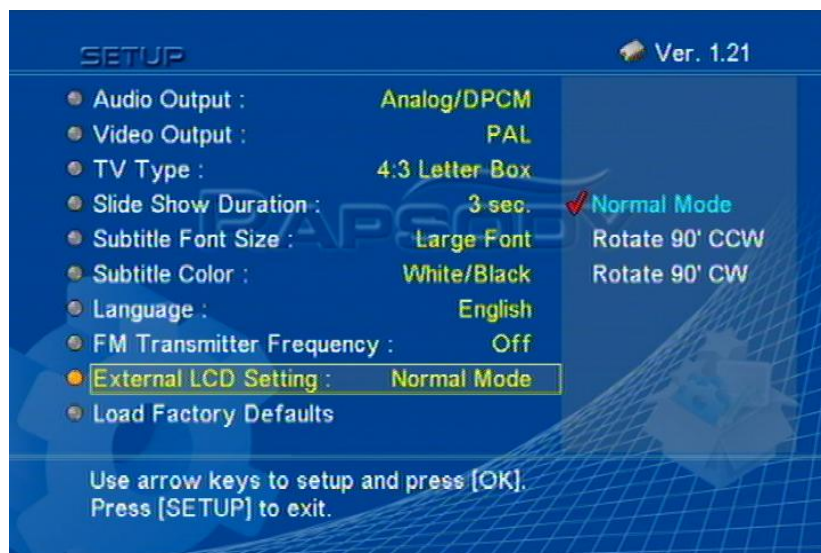 SETUP
Ver. 1.21
Audio Output : Analog/DPCM
Video Output : PAL
TV Type : 4:3 Letter Box
Slide Show Duration : 3 sec.
Normal Mode
Subtitle Font Size : Large Font
Rotate 90' CCW
Subtitle Color : White/Black
Rotate 90' CW
Language : English
FM Transmitter Frequency : Off
External LCD Setting : Normal Mode
Load Factory Defaults
RAPSODY
Use arrow keys to setup and press [OK].
Press [SETUP] to exit.